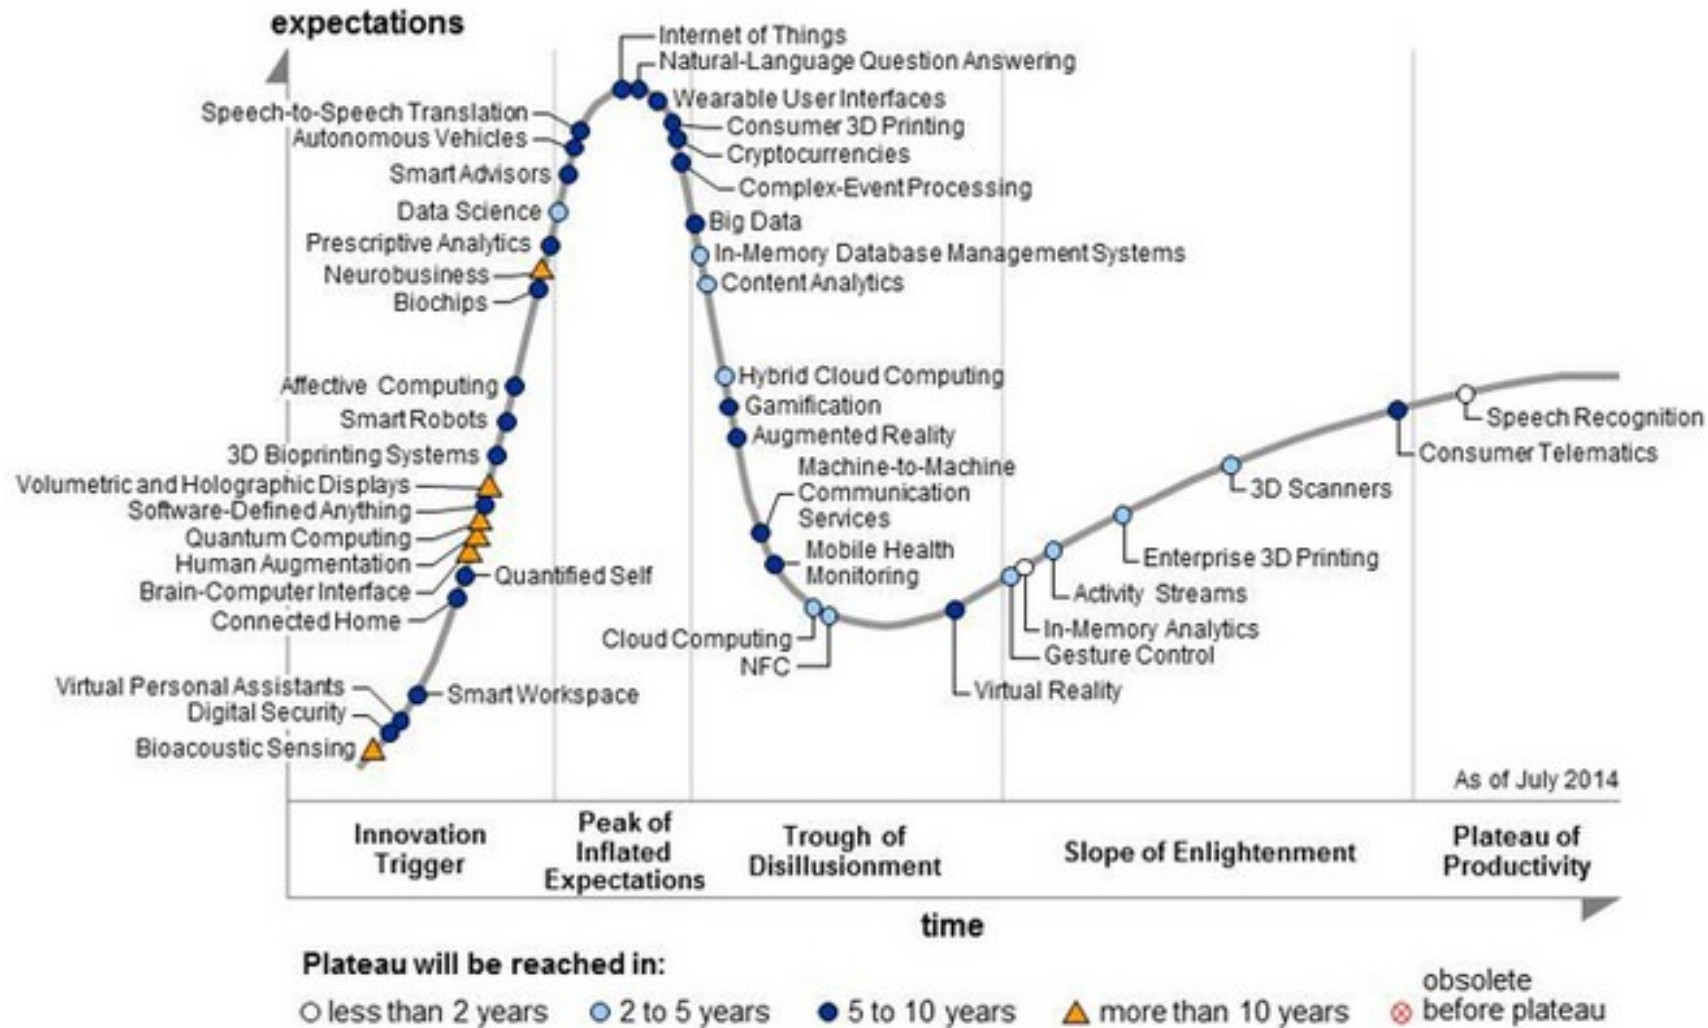 expectations
Internet of Things
Natural-Language Question Answering
Wearable User Interfaces
Consumer 3D Printing
Cryptocurrencies
Complex-Event Processing
Speech-to-Speech Translation
Autonomous Vehicles
Smart Advisors
Data Science
Prescriptive Analytics
Neurobusiness
Biochips
Big Data
In-Memory Database Management Systems
Content Analytics
Affective Computing
Smart Robots
3D Bioprinting Systems
Volumetric and Holographic Displays
Software-Defined Anything
Quantum Computing
Human Augmentation
Brain-Computer Interface
Connected Home
Quantified Self
Virtual Personal Assistants
Digital Security
Bioacoustic Sensing
Smart Workspace
Hybrid Cloud Computing
Gamification
Augmented Reality
Machine-to-Machine
Communication
Services
Mobile Health
Monitoring
Cloud Computing
NFC
Virtual Reality
Gesture Control
In-Memory Analytics
Activity Streams
Enterprise 3D Printing
3D Scanners
Consumer Telematics
Speech Recognition
As of July 2014
Innovation
Trigger
Peak of
Inflated
Expectations
Trough of
Disillusionment
Slope of Enlightenment
Plateau of
Productivity
time
Plateau will be reached in:
less than 2 years
2 to 5 years
5 to 10 years
more than 10 years
obsolete
before plateau